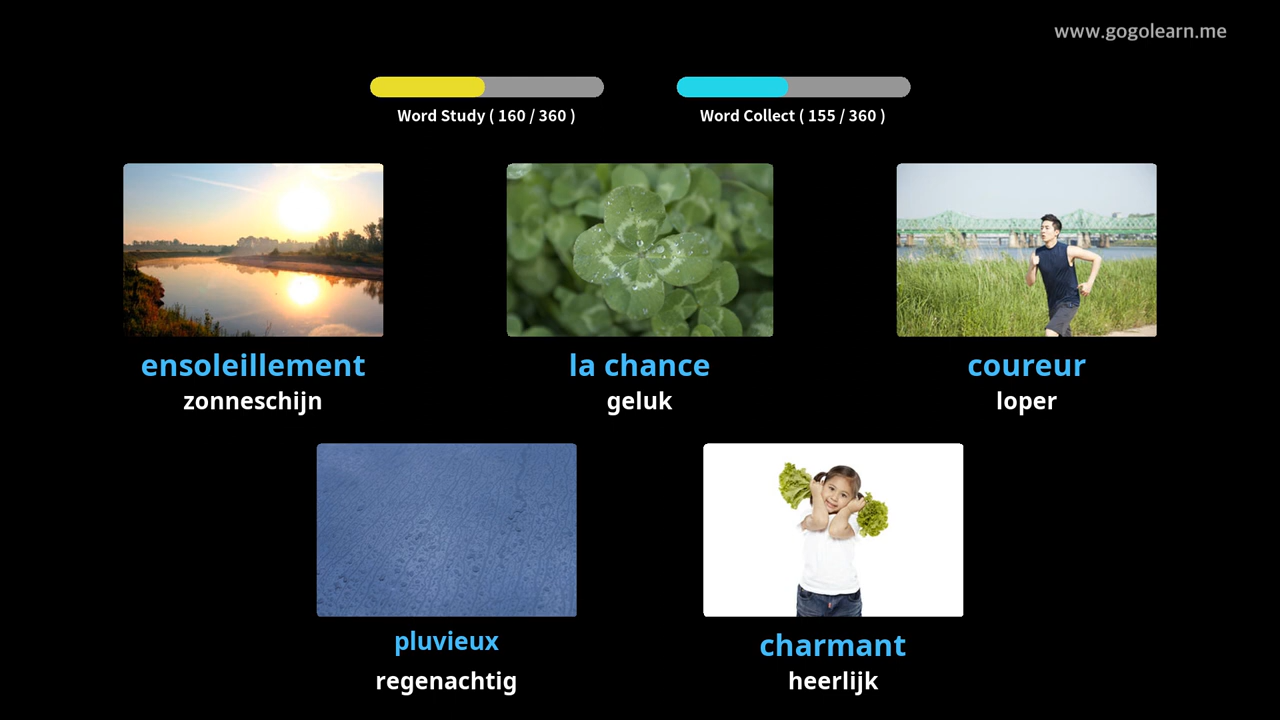 www.gogolearn.me
Word Study ( 160 / 360 )
Word Collect ( 155 / 360 )
ensoleillement
zonneschijn
la chance
geluk
coureur
loper
pluvieux
regenachtig
charmant
heerlijk